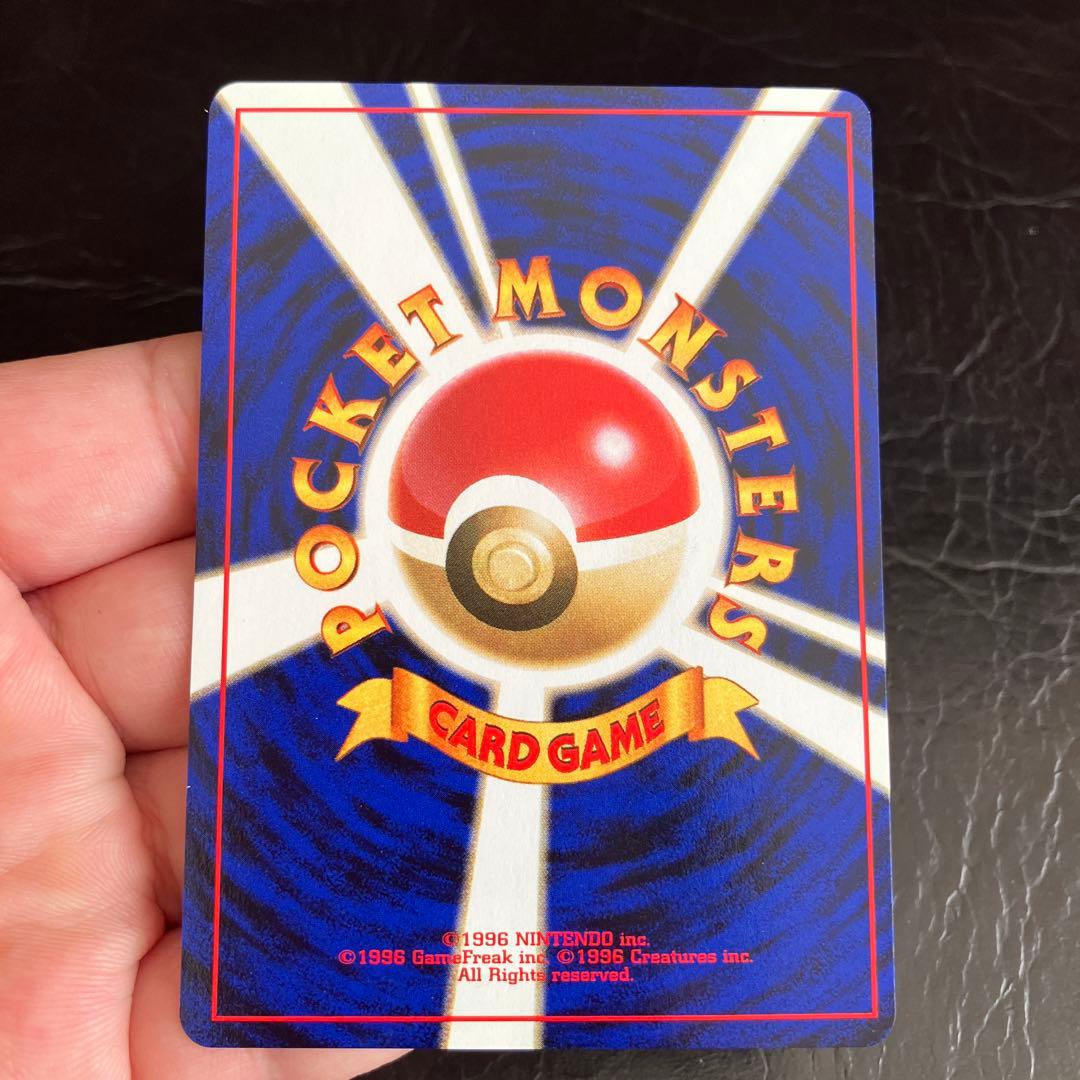 POCKET MONSTERS
CARD GAME
©1996 NINTENDO inc.
©1996 GameFreak inc. ©1996 Creatures inc.
All Rights reserved.